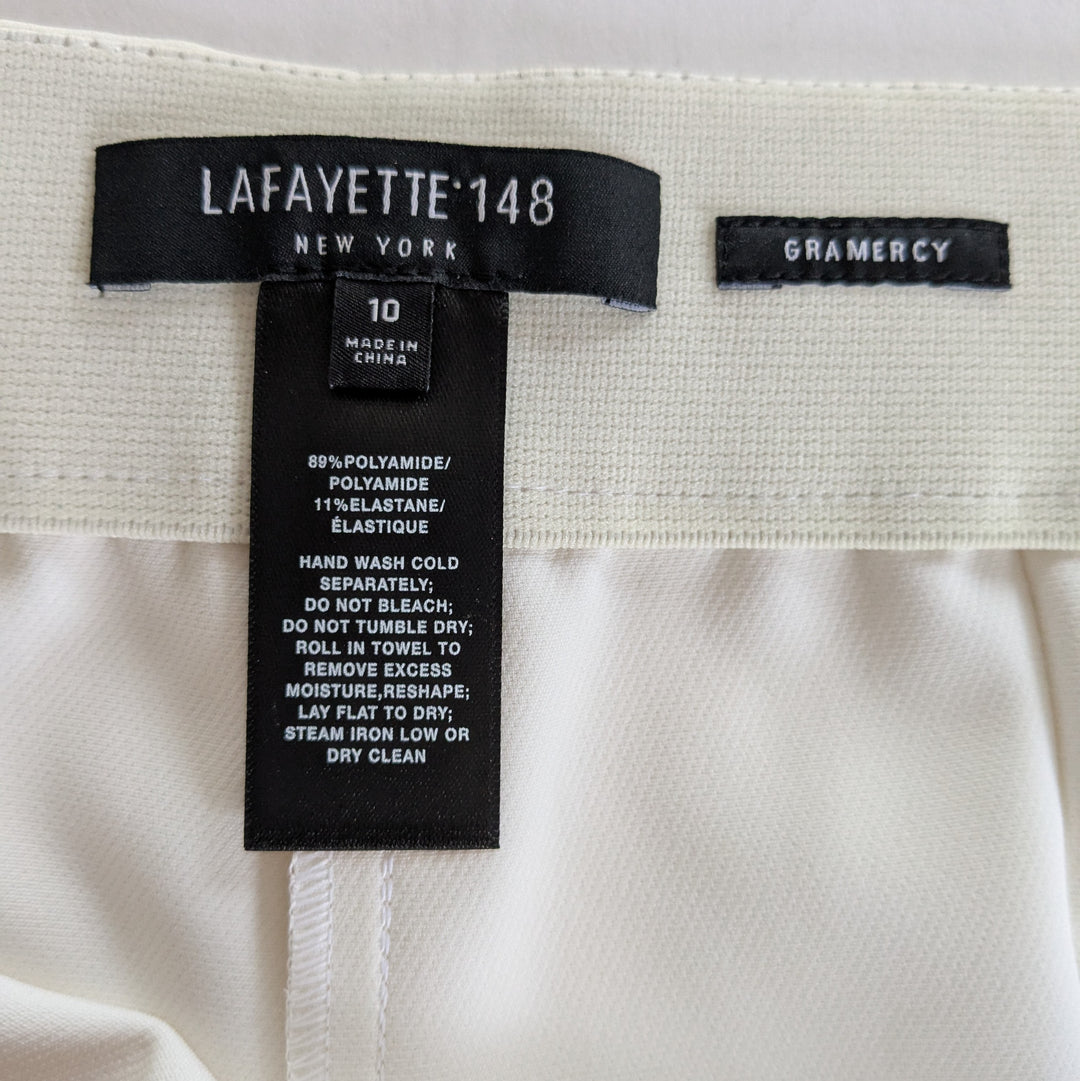 LAFAYETTE 148
NEW YORK
GRAMERCY
10
MADE IN
CHINA
89%POLYAMIDE/
POLYAMIDE
11%ELASTANE/
ÉLASTIQUE
HAND WASH COLD
SEPARATELY;
DO NOT BLEACH;
DO NOT TUMBLE DRY;
ROLL IN TOWEL TO
REMOVE EXCESS
MOISTURE,RESHAPE;
LAY FLAT TO DRY;
STEAM IRON LOW OR
DRY CLEAN